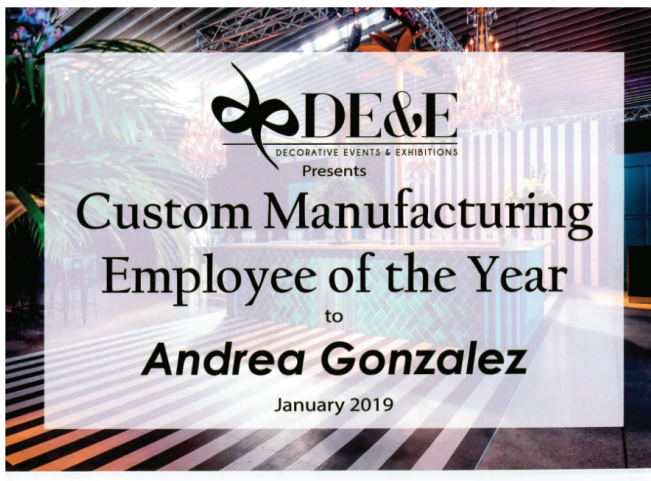 DE&E
DECORATIVE EVENTS & EXHIBITIONS
Presents
Custom Manufacturing
Employee of the Year
to
Andrea Gonzalez
January 2019